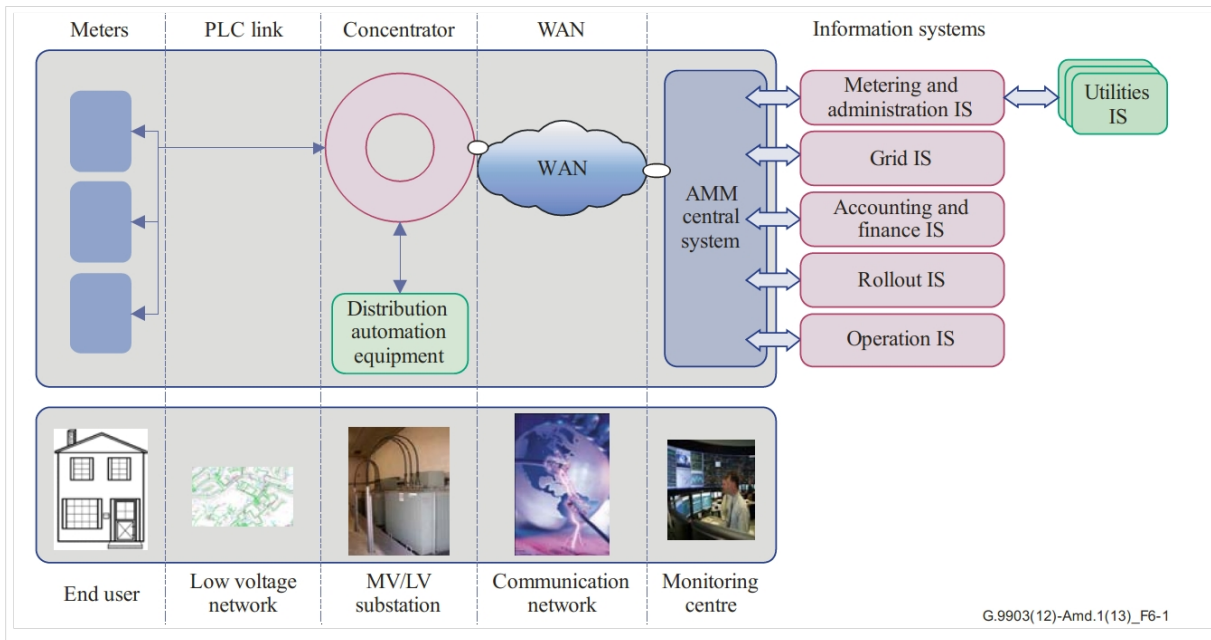 Meters
PLC link
Concentrator
WAN
Information systems
Metering and
administration IS
Utilities
IS
Grid IS
WAN
AMM
central
system
Accounting and
finance IS
Rollout IS
Distribution
automation
equipment
Operation IS
End user
Low voltage
network
MV/LV
substation
Communication
network
Monitoring
centre
G.9903(12)-Amd.1(13)_F6-1